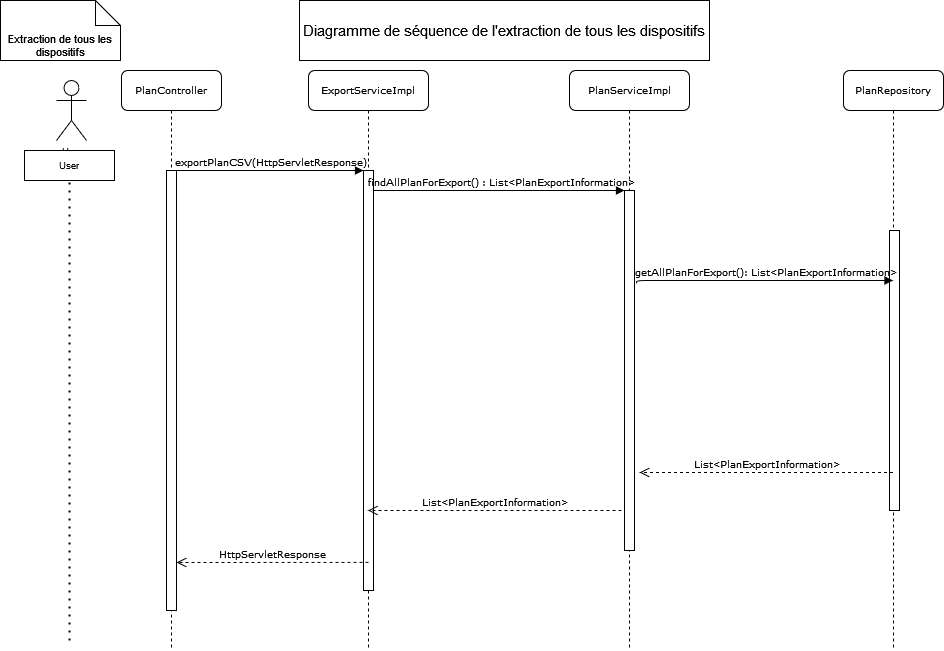 Extraction de tous les
dispositifs
Diagramme de séquence de l'extraction de tous les dispositifs
PlanController
ExportServiceImpl
PlanServiceImpl
PlanRepository
User
exportPlanCSV(HttpServletResponse)
findAllPlanForExport() : List<PlanExportInformation>
getAllPlanForExport(): List<PlanExportInformation>
List<PlanExportInformation>
List<PlanExportInformation>
HttpServletResponse